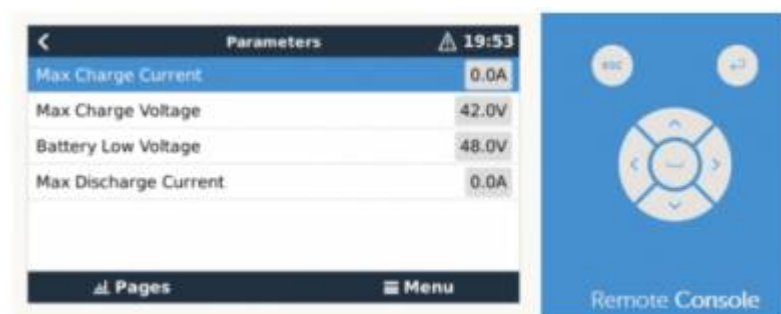 Parameters 19:53
Max Charge Current 0.0A
Max Charge Voltage 42.0V
Battery Low Voltage 48.0V
Max Discharge Current 0.0A
Pages Menu
esc
Remote Console